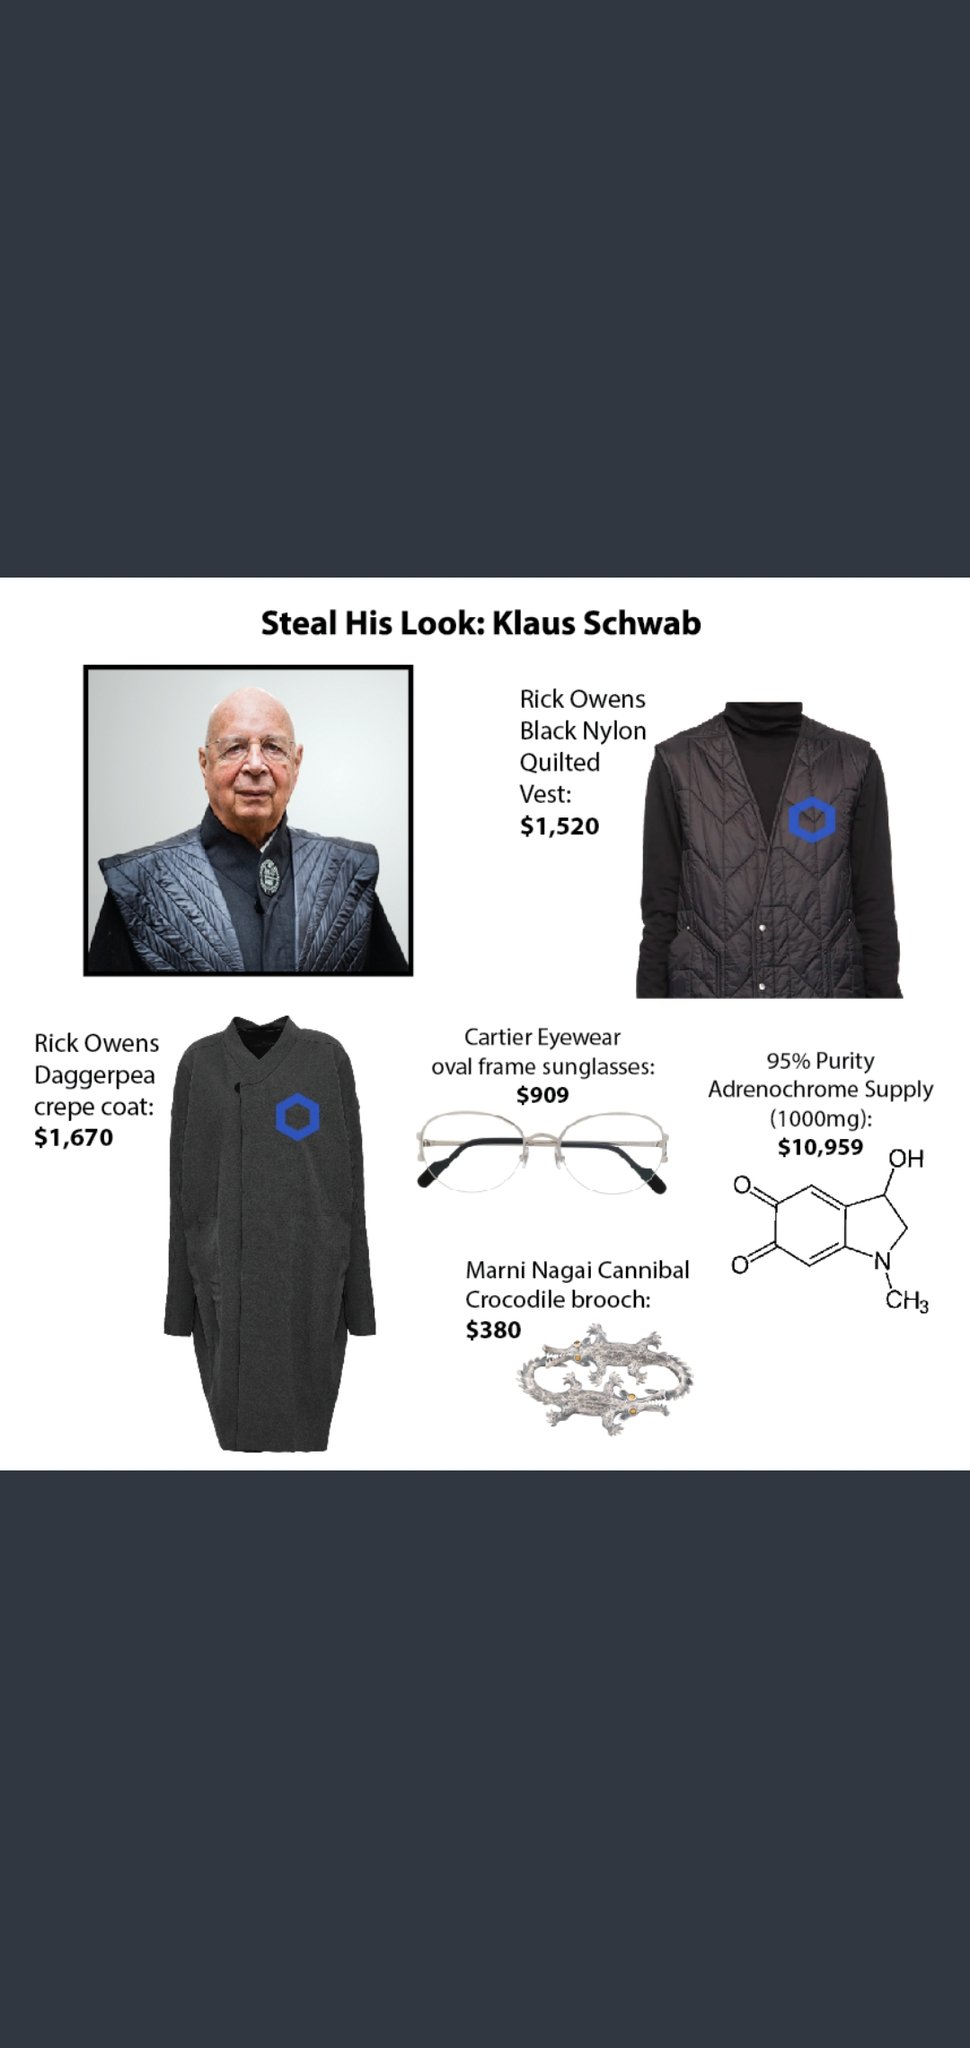 Steal His Look: Klaus Schwab
Rick Owens
Black Nylon
Quilted
Vest:
$1,520
Rick Owens
Daggerpea
crepe coat:
$1,670
Cartier Eyewear
oval frame sunglasses:
$909
95% Purity
Adrenochrome Supply
(1000mg):
$10,959
OH
O
O
N
CH3
Marni Nagai Cannibal
Crocodile brooch:
$380